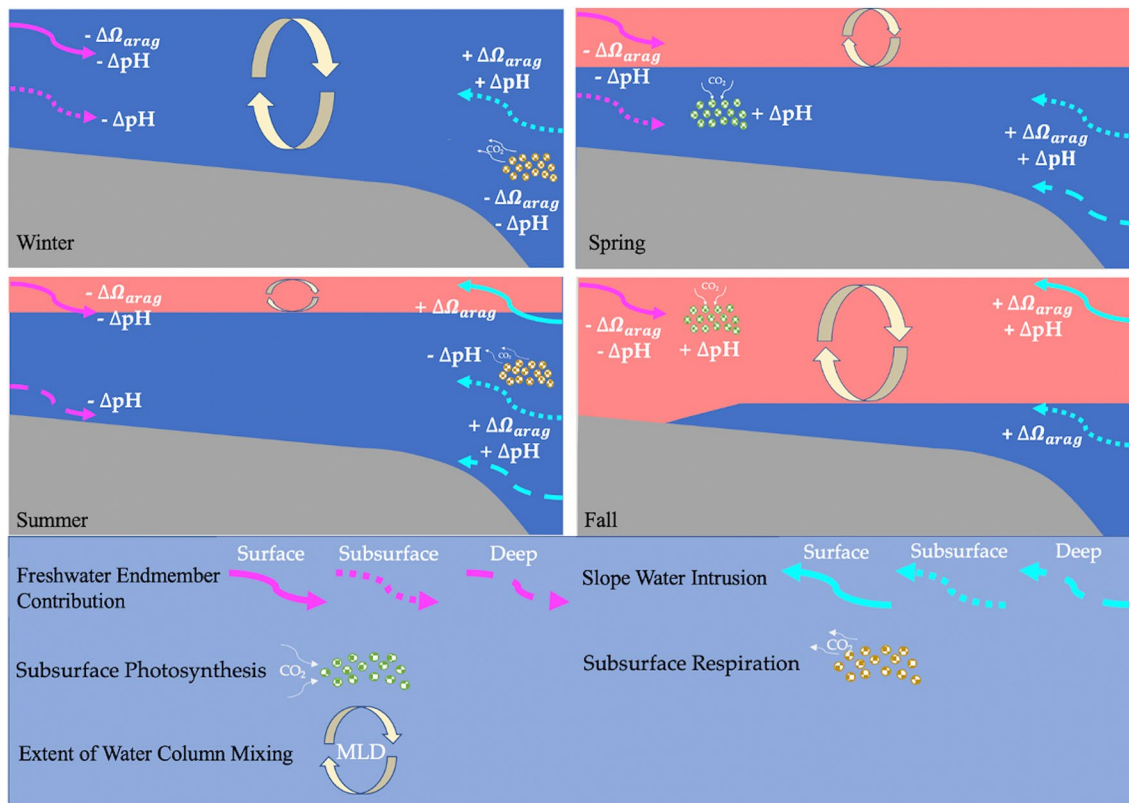 - ΔΩarag
- ΔpH
- ΔpH
+ ΔΩarag
+ ΔpH
CO2
- ΔΩarag
- ΔpH
Winter
- ΔΩarag
- ΔpH
CO2
+ ΔpH
+ ΔΩarag
+ ΔpH
Spring
- ΔΩarag
- ΔpH
+ ΔΩarag
- ΔpH
CO2
- ΔpH
+ ΔΩarag
+ ΔpH
Summer
CO2
- ΔΩarag
- ΔpH
+ ΔpH
+ ΔΩarag
+ ΔpH
+ ΔΩarag
Fall
Surface Subsurface Deep
Freshwater Endmember
Contribution
Surface Subsurface Deep
Slope Water Intrusion
Subsurface Photosynthesis
CO2
Subsurface Respiration
CO2
Extent of Water Column Mixing
MLD